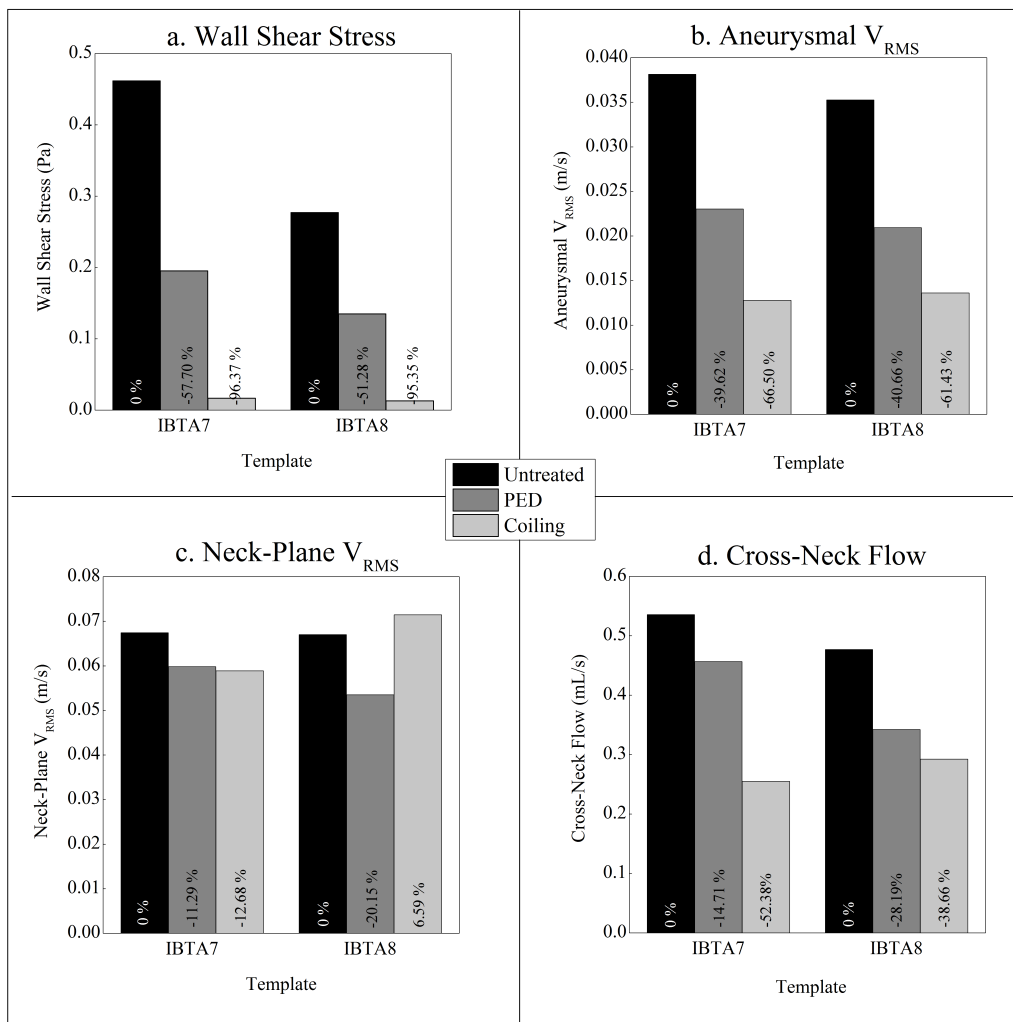 a. Wall Shear Stress
Wall Shear Stress (Pa)
0.5
0.4
0.3
0.2
0.1
0.0
0 %
-57.70 %
-96.37 %
0 %
-51.28 %
-95.35 %
IBTA7
IBTA8
Template
b. Aneurysmal V_RMS
Aneurysmal V_RMS (m/s)
0.040
0.035
0.030
0.025
0.020
0.015
0.010
0.005
0.000
0 %
-39.62 %
-66.50 %
0 %
-40.66 %
-61.43 %
IBTA7
IBTA8
Template
Untreated
PED
Coiling
c. Neck-Plane V_RMS
Neck-Plane V_RMS (m/s)
0.08
0.07
0.06
0.05
0.04
0.03
0.02
0.01
0.00
0 %
-11.29 %
-12.68 %
0 %
-20.15 %
6.59 %
IBTA7
IBTA8
Template
d. Cross-Neck Flow
Cross-Neck Flow (mL/s)
0.6
0.5
0.4
0.3
0.2
0.1
0.0
0 %
-14.71 %
-52.38%
0 %
-28.19%
-38.66 %
IBTA7
IBTA8
Template